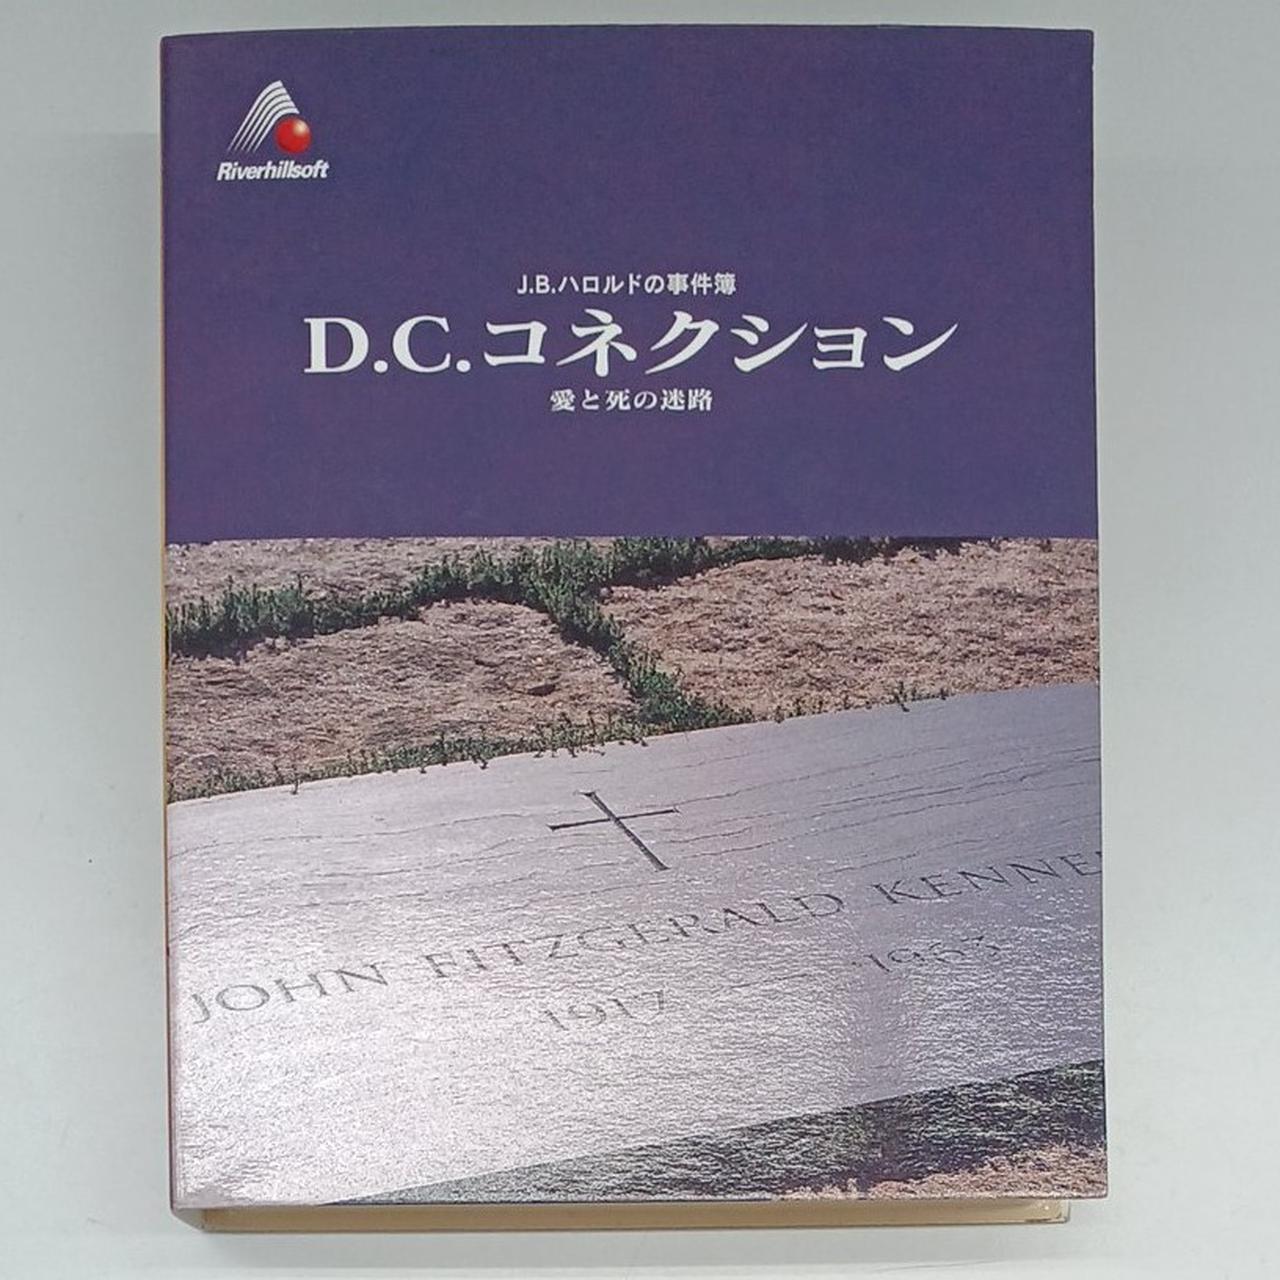 Riverhillsoft
J.B.ハロルドの事件簿
D.C.コネクション
愛と死の迷路
JOHN FITZGERALD KENNE
1917 1963